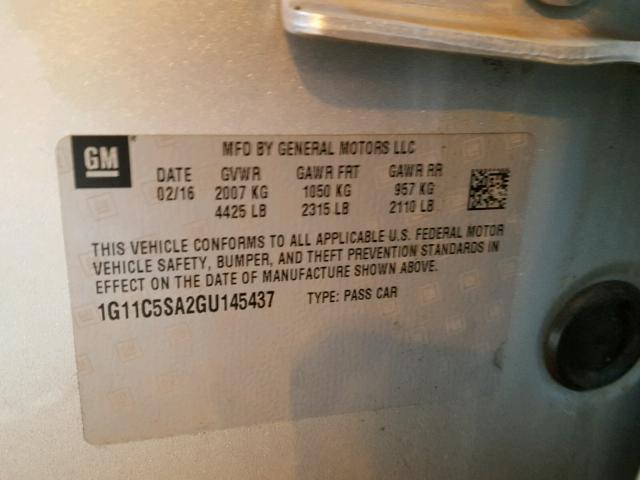 GM
MFD BY GENERAL MOTORS LLC
DATE GVWR GAWR FRT GAWR RR
02/16 2007 KG 1050 KG 957 KG
4425 LB 2315 LB 2110 LB
THIS VEHICLE CONFORMS TO ALL APPLICABLE U.S. FEDERAL MOTOR
VEHICLE SAFETY, BUMPER, AND THEFT PREVENTION STANDARDS IN
EFFECT ON THE DATE OF MANUFACTURE SHOWN ABOVE.
1G11C5SA2GU145437 TYPE: PASS CAR